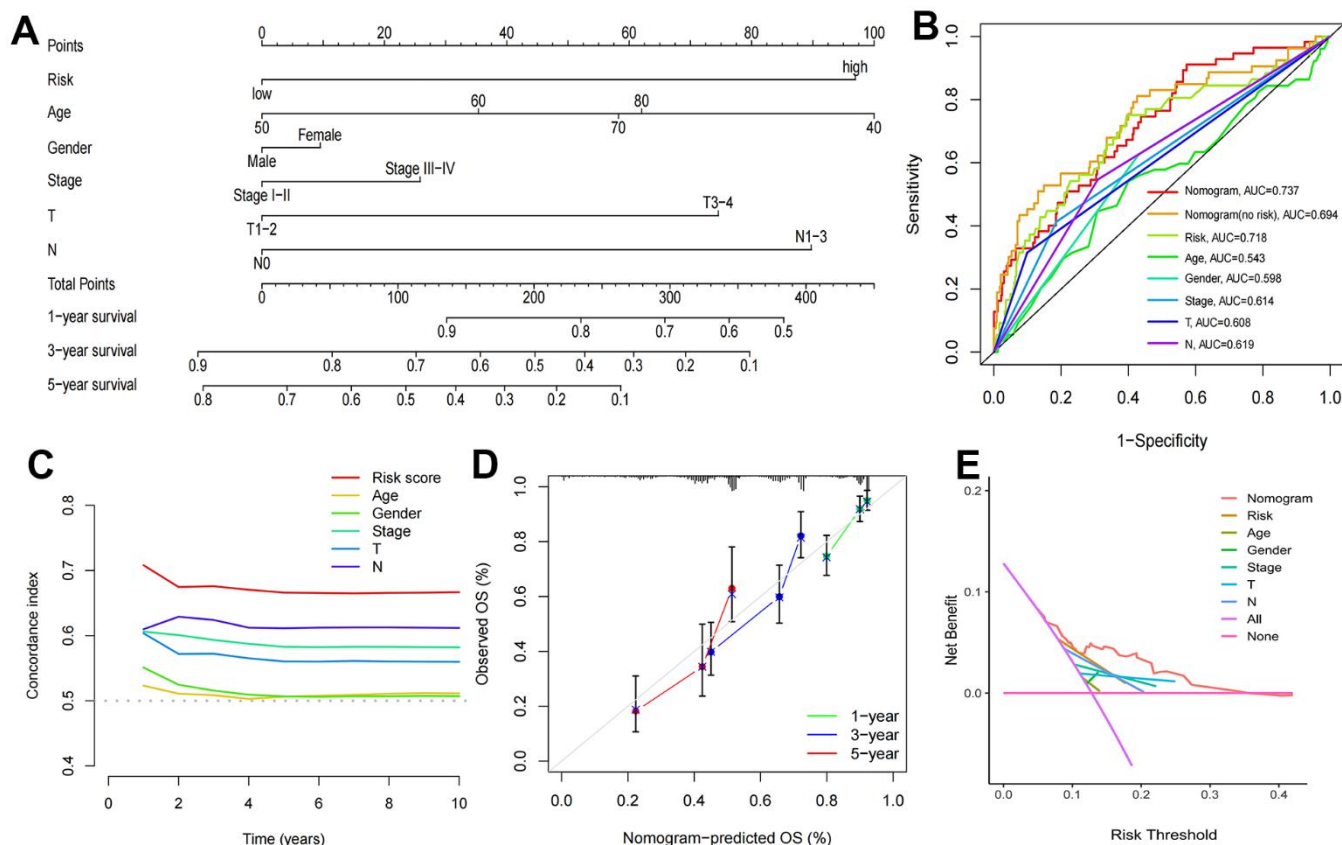 A
Points
0 20 40 60 80 100
Risk
low
high
Age
50
60
70
80
40
Gender
Male
Female
Stage
Stage I−II
Stage III−IV
T
T1−2
T3−4
N
N0
N1−3
Total Points
0 100 200 300 400
1−year survival
0.9 0.8 0.7 0.6 0.5
3−year survival
0.9 0.8 0.7 0.6 0.5 0.4 0.3 0.2 0.1
5−year survival
0.8 0.7 0.6 0.5 0.4 0.3 0.2 0.1
B
Sensitivity
1.0
0.8
0.6
0.4
0.2
0.0
Nomogram, AUC=0.737
Nomogram(no risk), AUC=0.694
Risk, AUC=0.718
Age, AUC=0.543
Gender, AUC=0.598
Stage, AUC=0.614
T, AUC=0.608
N, AUC=0.619
0.0 0.2 0.4 0.6 0.8 1.0
1−Specificity
C
Concordance index
0.8
0.7
0.6
0.5
0.4
Risk score
Age
Gender
Stage
T
N
0 2 4 6 8 10
Time (years)
D
Observed OS (%)
1.0
0.8
0.6
0.4
0.2
0.0
1−year
3−year
5−year
0.0 0.2 0.4 0.6 0.8 1.0
Nomogram−predicted OS (%)
E
Net Benefit
0.2
0.1
0.0
Nomogram
Risk
Age
Gender
Stage
T
N
All
None
0.0 0.1 0.2 0.3 0.4
Risk Threshold